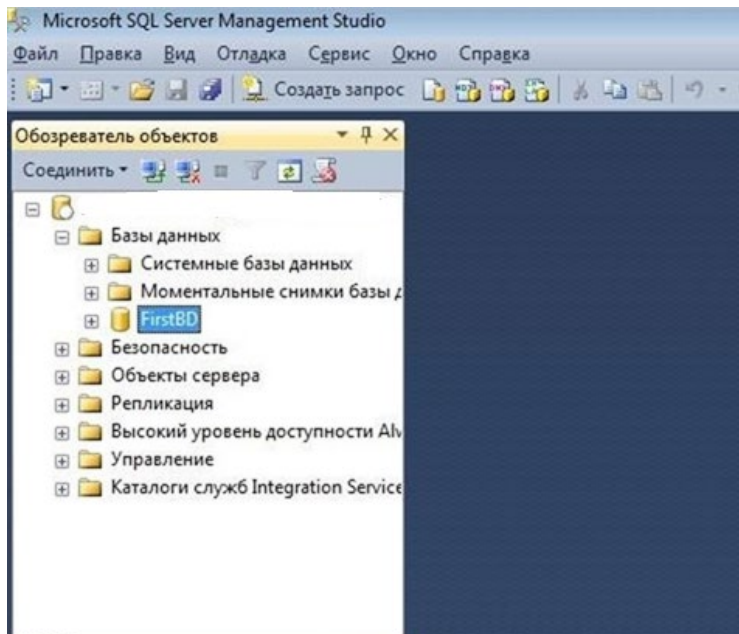 Microsoft SQL Server Management Studio
Файл Правка Вид Отладка Сервис Окно Справка
Создать запрос
Обозреватель объектов
Соединить
Базы данных
Системные базы данных
Моментальные снимки базы д
FirstBD
Безопасность
Объекты сервера
Репликация
Высокий уровень доступности Alw
Управление
Каталоги служб Integration Service